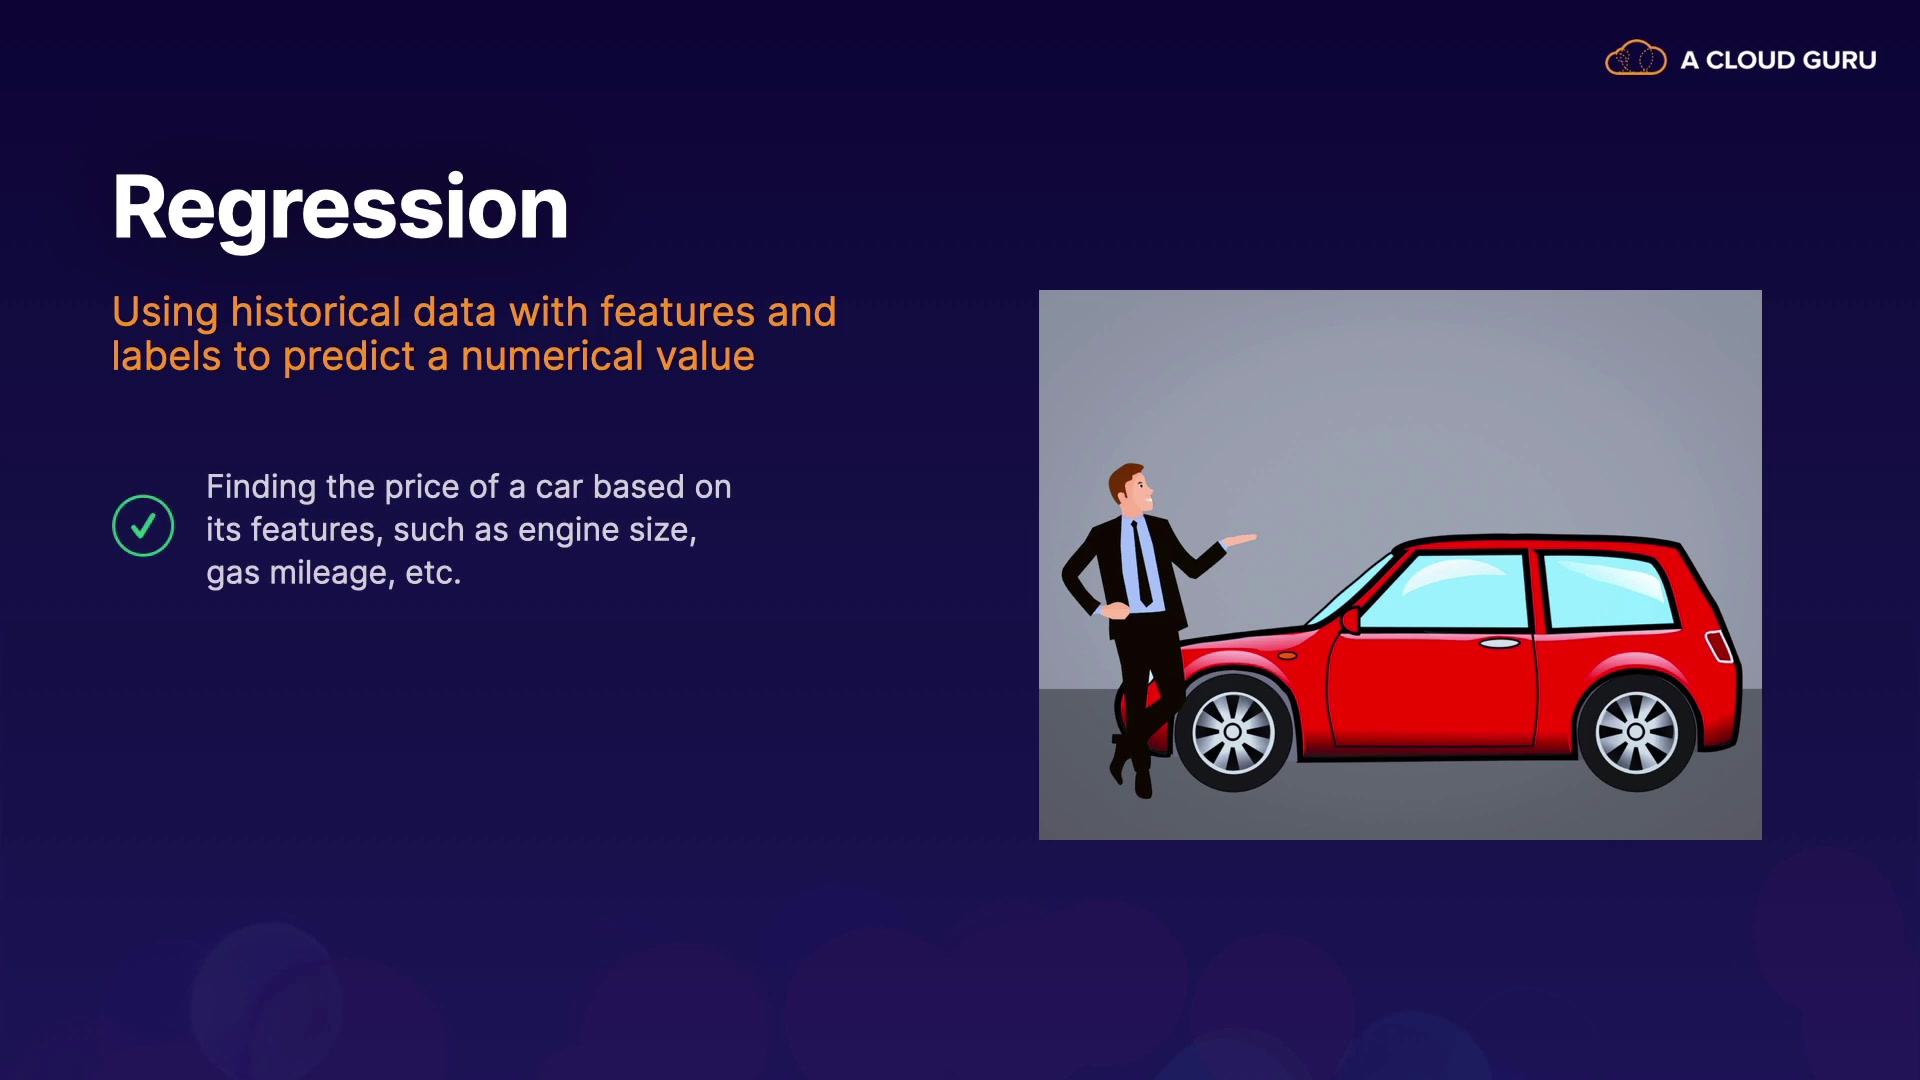 A CLOUD GURU
Regression
Using historical data with features and
labels to predict a numerical value
Finding the price of a car based on
its features, such as engine size,
gas mileage, etc.